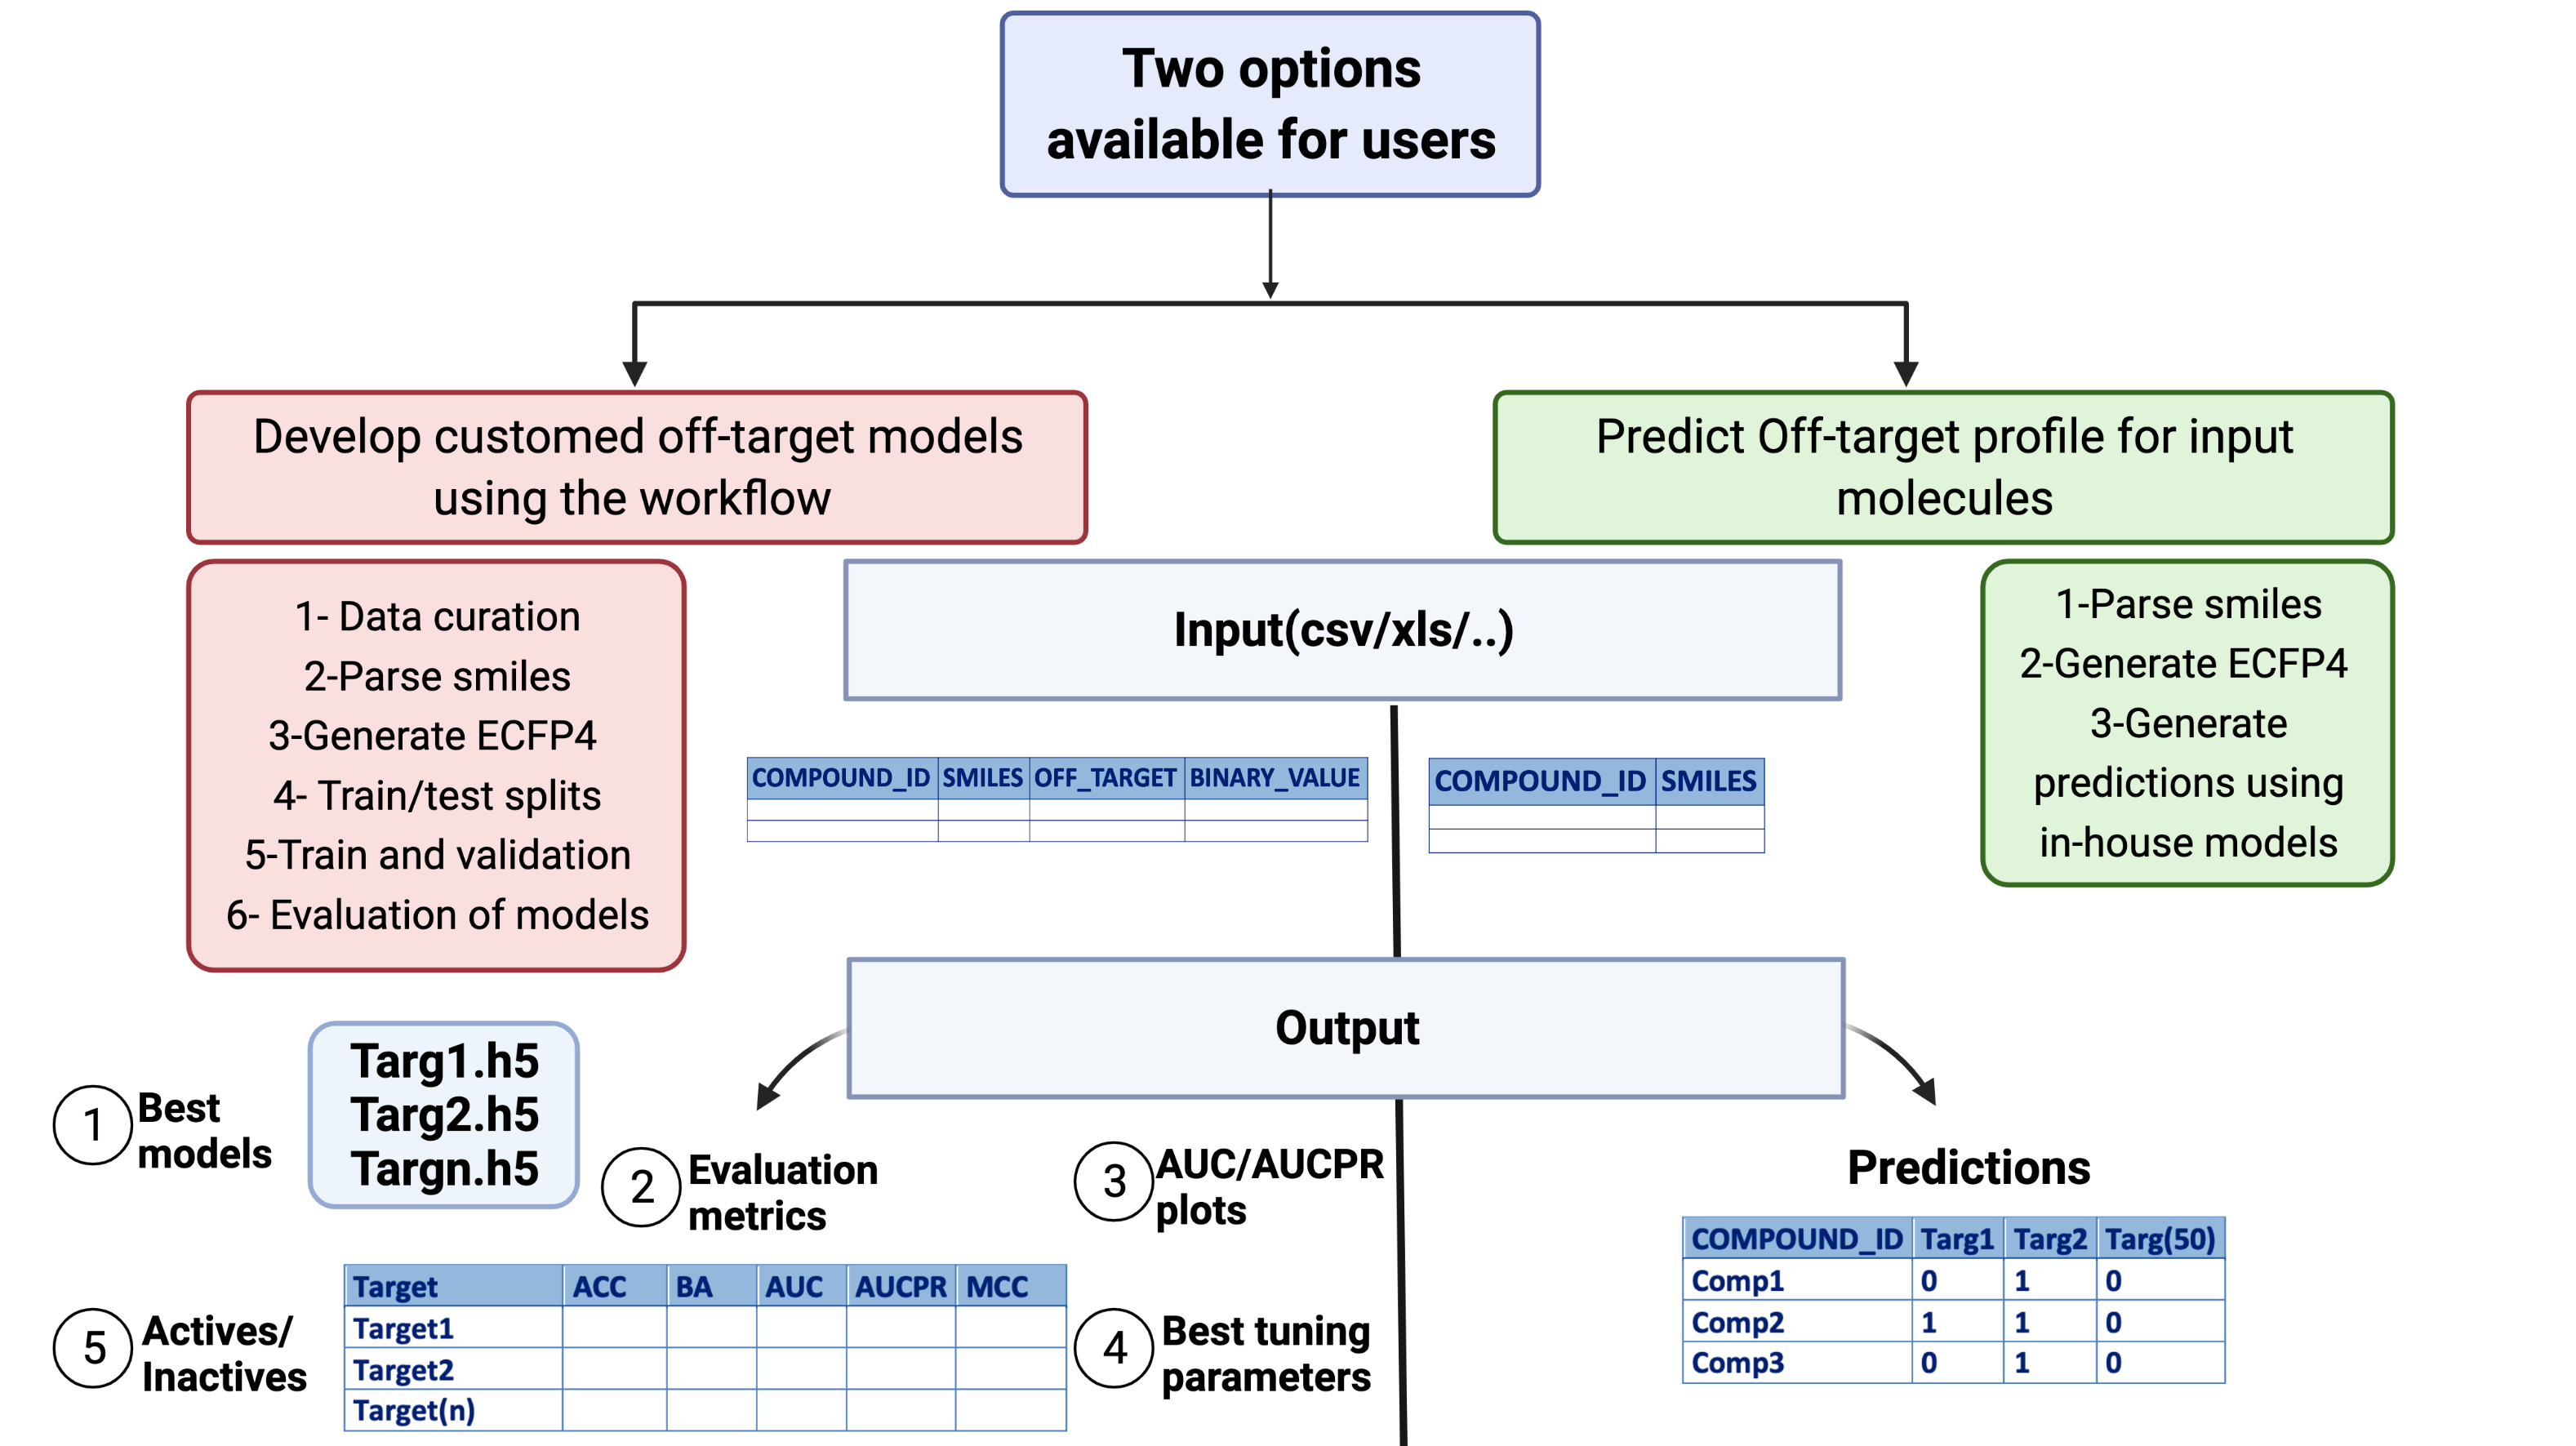 Two options
available for users
Develop customed off-target models
using the workflow
Predict Off-target profile for input
molecules
1- Data curation
2-Parse smiles
3-Generate ECFP4
4- Train/test splits
5-Train and validation
6- Evaluation of models
Input(csv/xls/..)
COMPOUND_ID SMILES OFF_TARGET BINARY_VALUE
COMPOUND_ID SMILES
1-Parse smiles
2-Generate ECFP4
3-Generate
predictions using
in-house models
Output
1 Best
models
Targ1.h5
Targ2.h5
Targn.h5
2 Evaluation
metrics
3 AUC/AUCPR
plots
Target ACC BA AUC AUCPR MCC
Target1
Target2
Target(n)
4 Best tuning
parameters
5 Actives/
Inactives
Predictions
COMPOUND_ID Targ1 Targ2 Targ(50)
Comp1 0 1 0
Comp2 1 1 0
Comp3 0 1 0